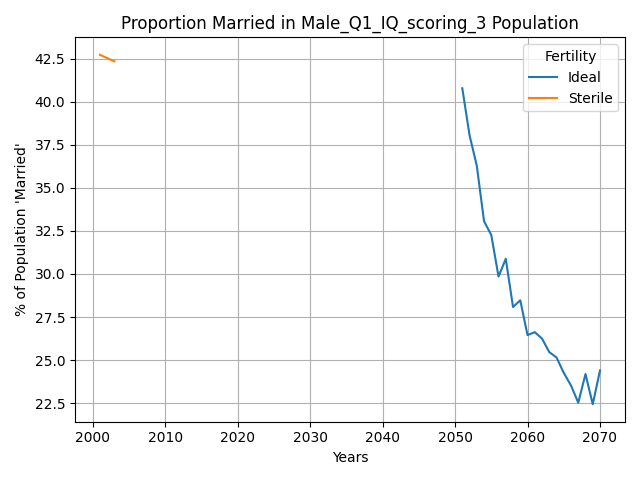 Proportion Married in Male_Q1_IQ_scoring_3 Population
% of Population 'Married'
42.5
40.0
37.5
35.0
32.5
30.0
27.5
25.0
22.5
Fertility
Ideal
Sterile
2000 2010 2020 2030 2040 2050 2060 2070
Years